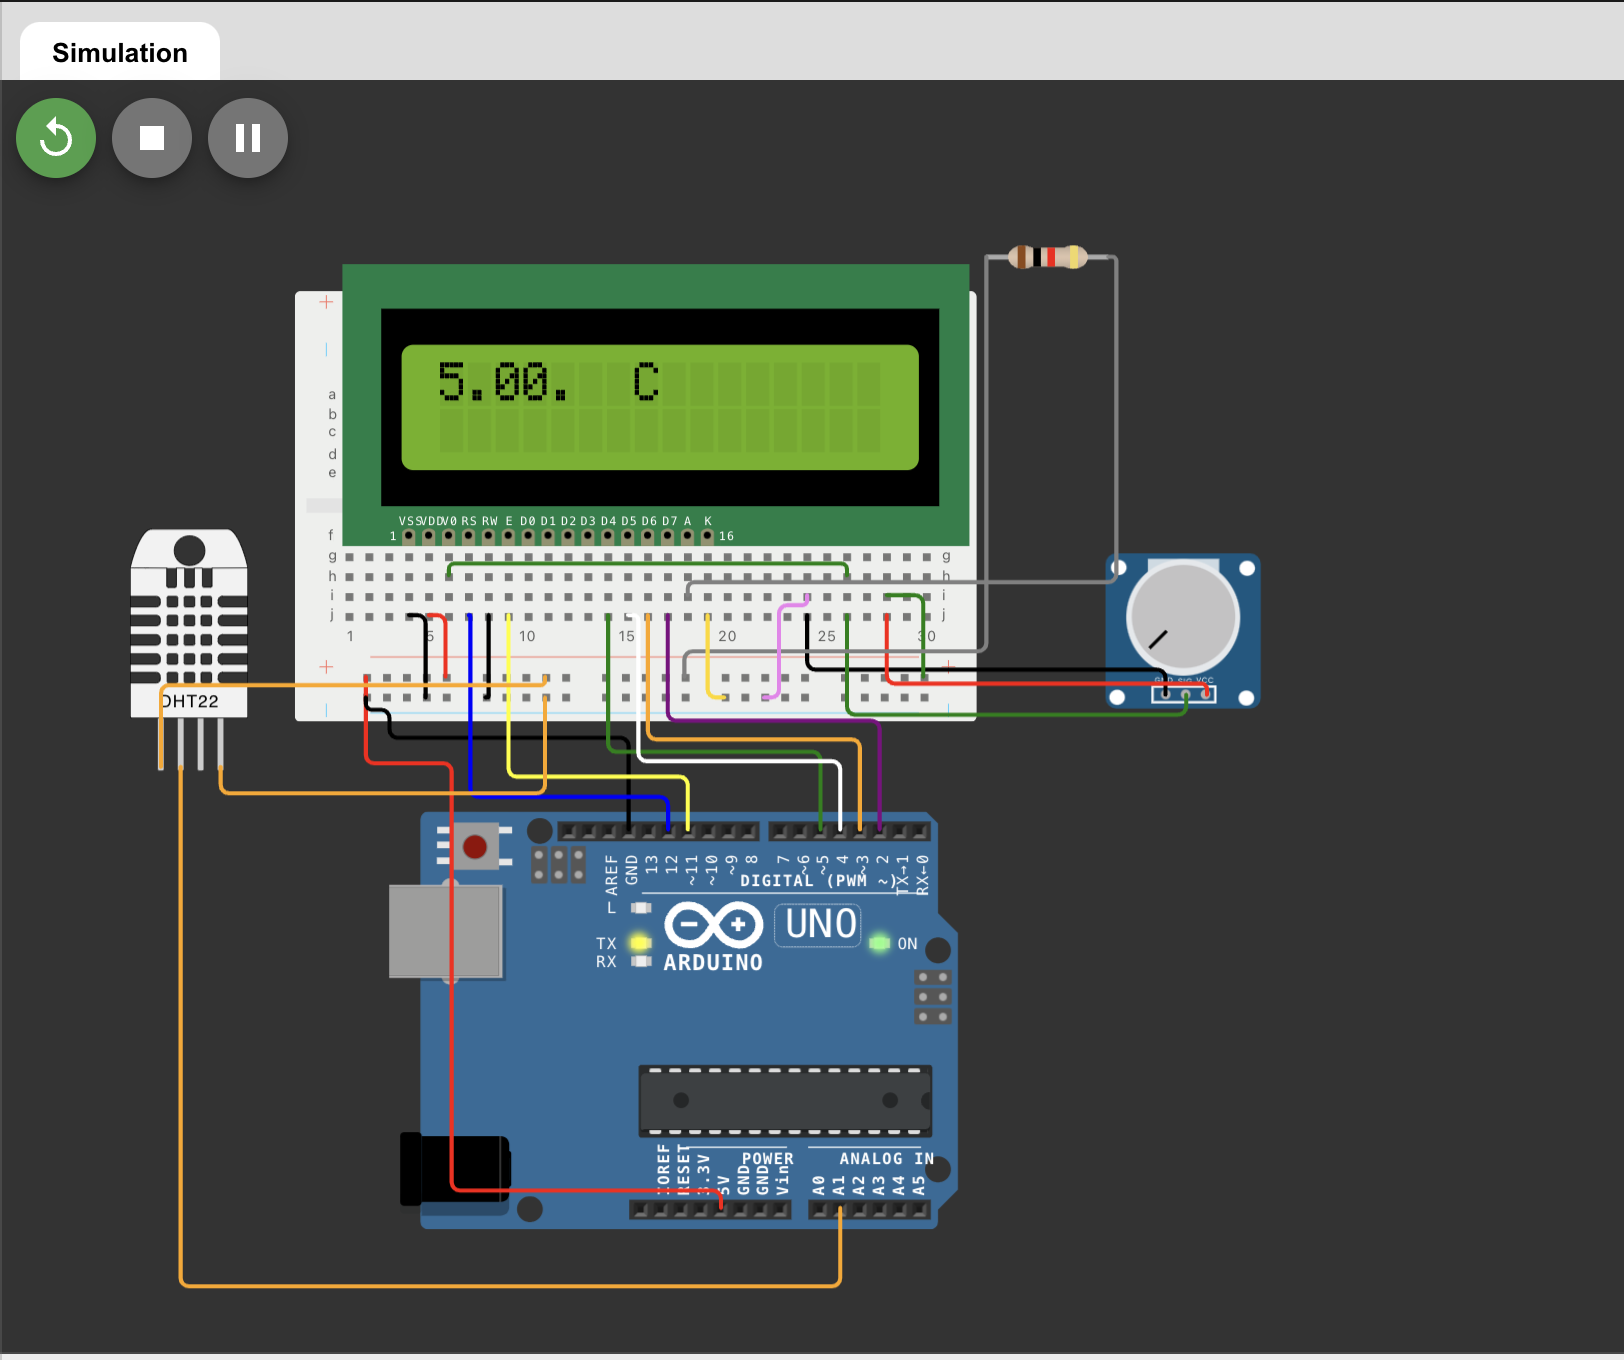 Simulation
5.00.   C
VSS VDD V0 RS RW E D0 D1 D2 D3 D4 D5 D6 D7 A K
1 16
a
b
c
d
e
f
g g
h h
i i
j j
1 5 10 15 20 25 30
DHT22
GND SIG VCC
AREF GND 13 12 ~11 ~10 ~9 8 7 ~6 ~5 4 ~3 2 TX→1 RX←0
DIGITAL (PWM ~)
L
TX
RX
UNO
ON
ARDUINO
POWER
ANALOG IN
IOREF RESET 3.3V 5V GND GND Vin A0 A1 A2 A3 A4 A5